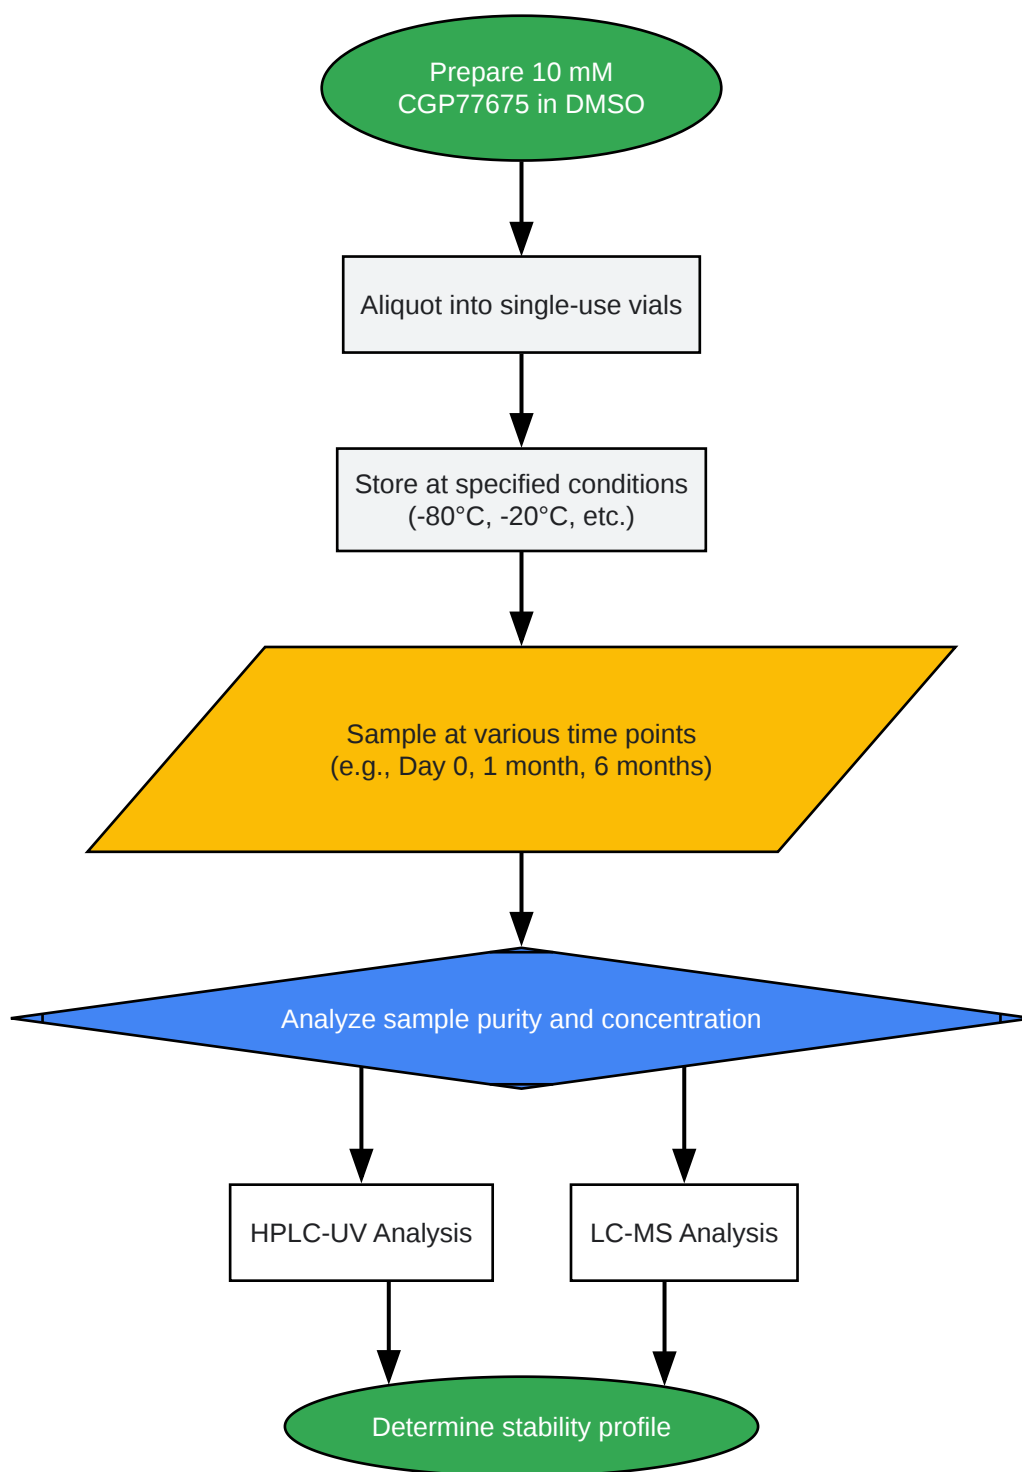 Prepare 10 mM
CGP77675 in DMSO
Aliquot into single-use vials
Store at specified conditions
(-80°C, -20°C, etc.)
Sample at various time points
(e.g., Day 0, 1 month, 6 months)
Analyze sample purity and concentration
HPLC-UV Analysis
LC-MS Analysis
Determine stability profile